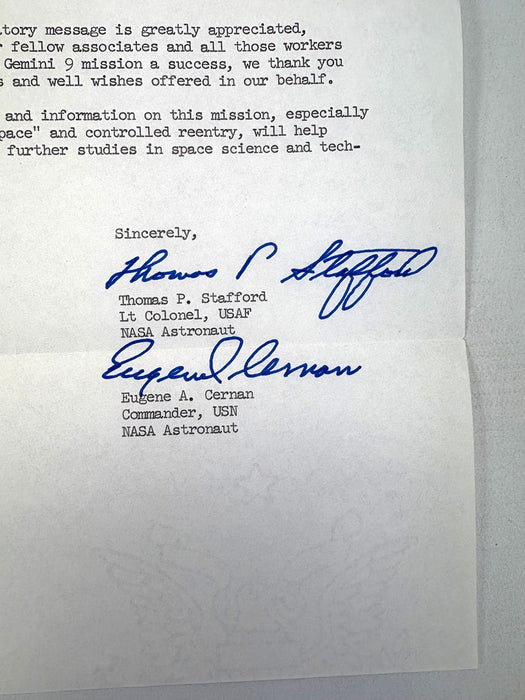 tory message is greatly appreciated,
fellow associates and all those workers
Gemini 9 mission a success, we thank you
and well wishes offered in our behalf.
and information on this mission, especially
pace" and controlled reentry, will help
further studies in space science and tech-
Sincerely,
Thomas P Stafford
Thomas P. Stafford
Lt Colonel, USAF
NASA Astronaut
Eugene A. Cernan
Eugene A. Cernan
Commander, USN
NASA Astronaut